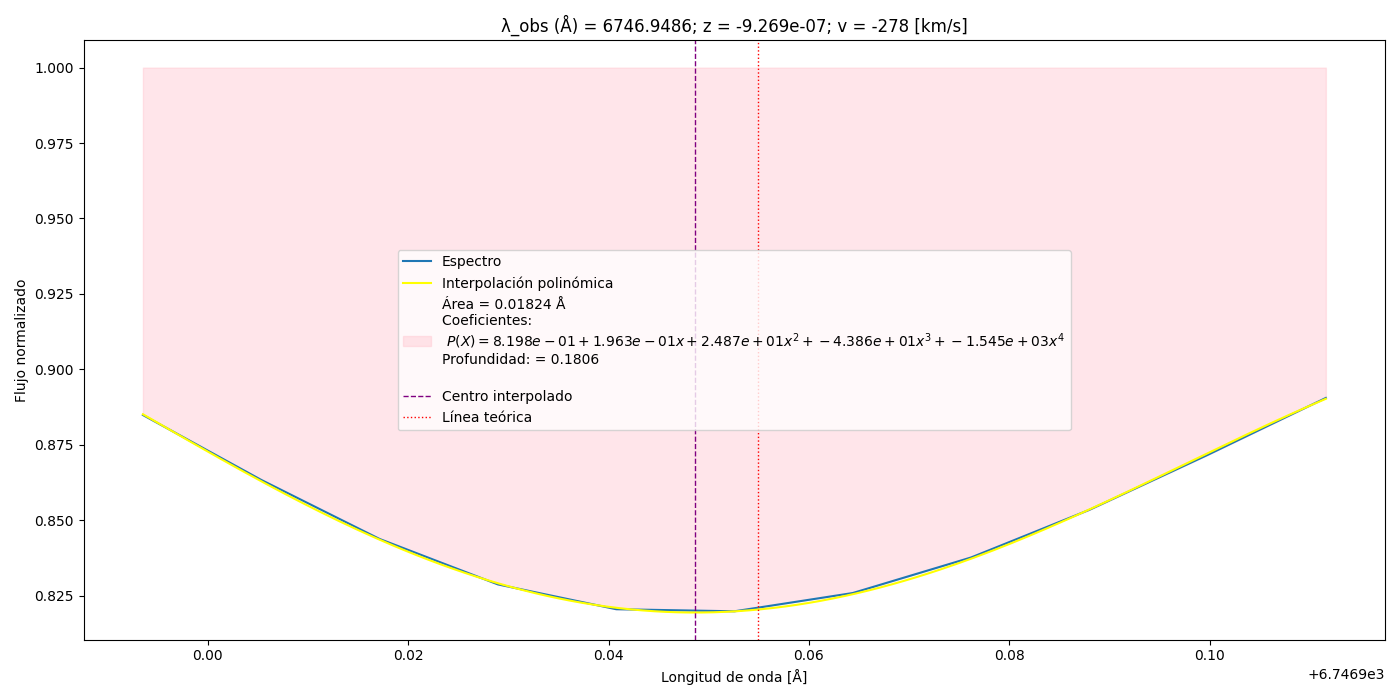 λ_obs (Å) = 6746.9486; z = -9.269e-07; v = -278 [km/s]
Flujo normalizado
1.000
0.975
0.950
0.925
0.900
0.875
0.850
0.825
Espectro
Interpolación polinómica
Área = 0.01824 Å
Coeficientes:
P(X) = 8.198e − 01 + 1.963e − 01x + 2.487e + 01x² + − 4.386e + 01x³ + − 1.545e + 03x⁴
Profundidad: = 0.1806
Centro interpolado
Línea teórica
0.00 0.02 0.04 0.06 0.08 0.10
+6.7469e3
Longitud de onda [Å]